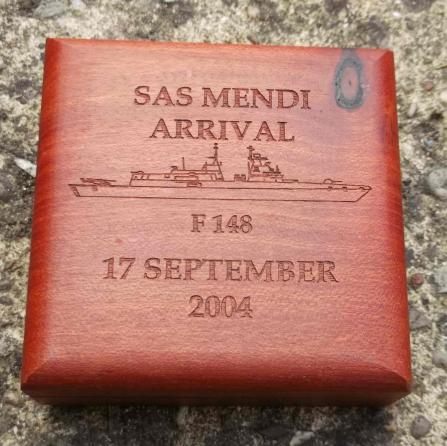 SAS MENDI
ARRIVAL
F 148
17 SEPTEMBER
2004